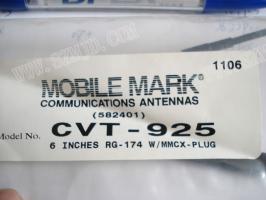 1106
MOBILE MARK®
COMMUNICATIONS ANTENNAS
(582401)
Model No. CVT-925
6 INCHES RG-174 W/MMCX-PLUG